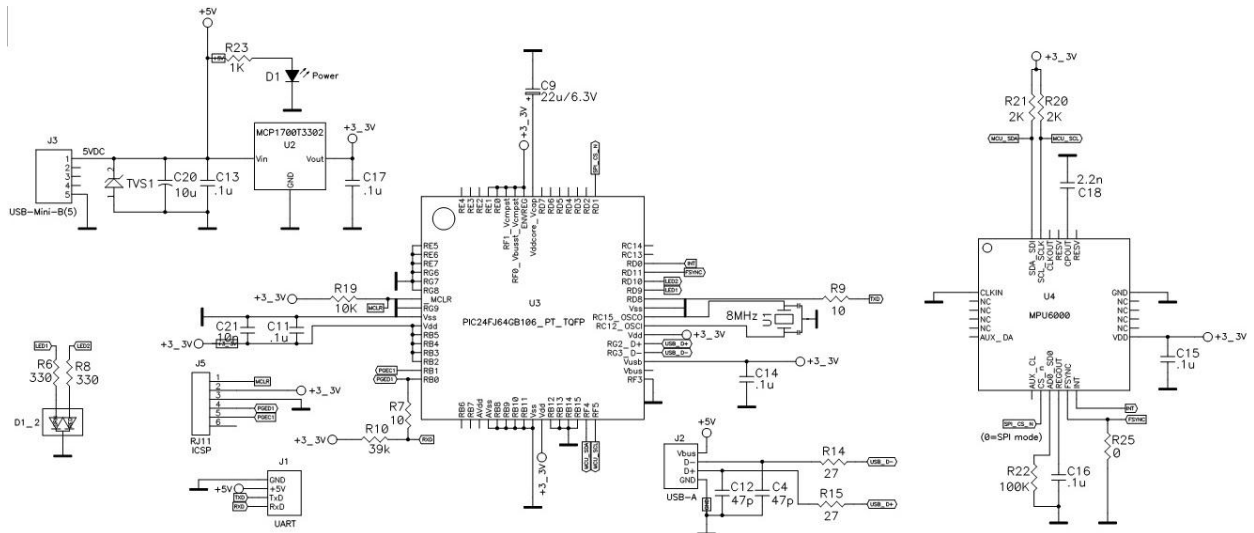 +5V
+5V
R23
1K
D1
Power
MCP1700T3302
U2
Vin
Vout
GND
+3_3V
J3
5VDC
1
2
3
4
5
USB-Mini-B(5)
2
TVS1
C20
10u
C13
.1u
C17
.1u
C9
22u/6.3V
+
+3_3V
SPI_CS_N
RE4
RE3
RE2
RE1
RE0
RF1_Vcmpst
RF0_Vbusst_Vcmpst
ENVREG
Vddcore_Vcap
RD7
RD6
RD5
RD4
RD3
RD2
RD1
RE5
RE6
RE7
RG6
RG7
RG8
MCLR
RG9
Vss
Vdd
RB5
RB4
RB3
RB2
RB1
RB0
U3
PIC24FJ64GB106_PT_TQFP
RC14
RC13
RD0
RD11
RD10
RD9
RD8
Vss
RC15_OSCO
RC12_OSCI
Vdd
RG2_D+
RG3_D-
Vusb
Vbus
RF3
RB6
RB7
AVdd
AVss
RB8
RB9
RB10
RB11
Vss
Vdd
RB12
RB13
RB14
RB15
RF4
RF5
INT
FSYNC
LED2
LED1
R9
10
TXD
8MHz
U1
+3_3V
USB_D+
USB_D-
+3_3V
C14
.1u
+3_3V
R19
10K
MCLR
C21
10n
C11
.1u
+3_3V
PGEC1
PGED1
R7
10
+3_3V
R10
39k
RXD
+3_3V
MCU_SDA
MCU_SCL
LED1
LED2
R6
330
R8
330
D1_2
J5
1
2
3
4
5
6
MCLR
+3_3V
PGED1
PGEC1
RJ11
ICSP
J1
GND
+5V
TxD
RxD
+5V
TXD
RXD
UART
J2
+5V
Vbus
D-
D+
GND
USB-A
C12
47p
C4
47p
R14
27
USB_D-
R15
27
USB_D+
+3_3V
R21
2K
R20
2K
MCU_SDA
MCU_SCL
2.2n
C18
SDA_SDI
SCL_SCLK
CLKOUT
RESV
CPOUT
RESV
CLKIN
NC
NC
NC
NC
AUX_DA
U4
MPU6000
GND
NC
NC
NC
NC
VDD
+3_3V
C15
.1u
AUX_CL
CS_n
AD0_SD0
REGOUT
FSYNC
INT
INT
SPI_CS_N
(0=SPI mode)
FSYNC
R25
0
R22
100K
C16
.1u